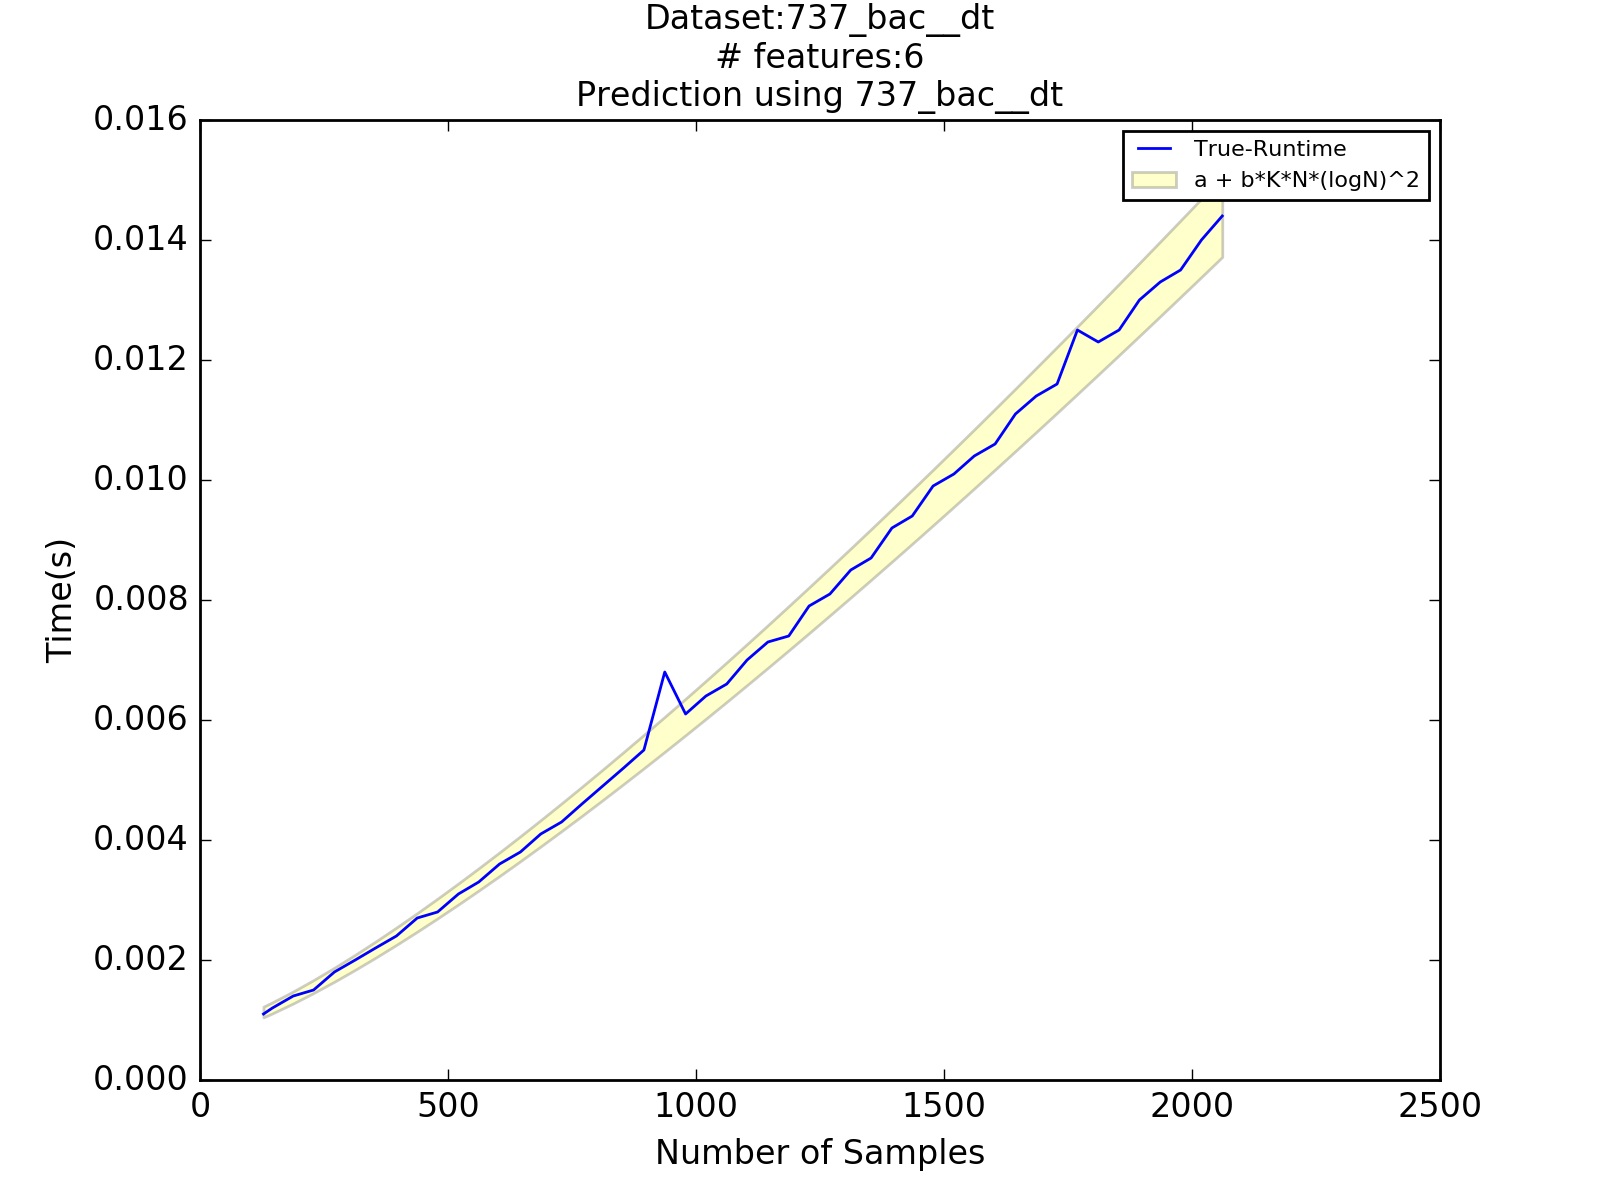 Dataset:737_bac__dt
# features:6
Prediction using 737_bac__dt
0.016
0.014
0.012
0.010
0.008
0.006
0.004
0.002
0.000
Time(s)
True-Runtime
a + b*K*N*(logN)^2
0 500 1000 1500 2000 2500
Number of Samples